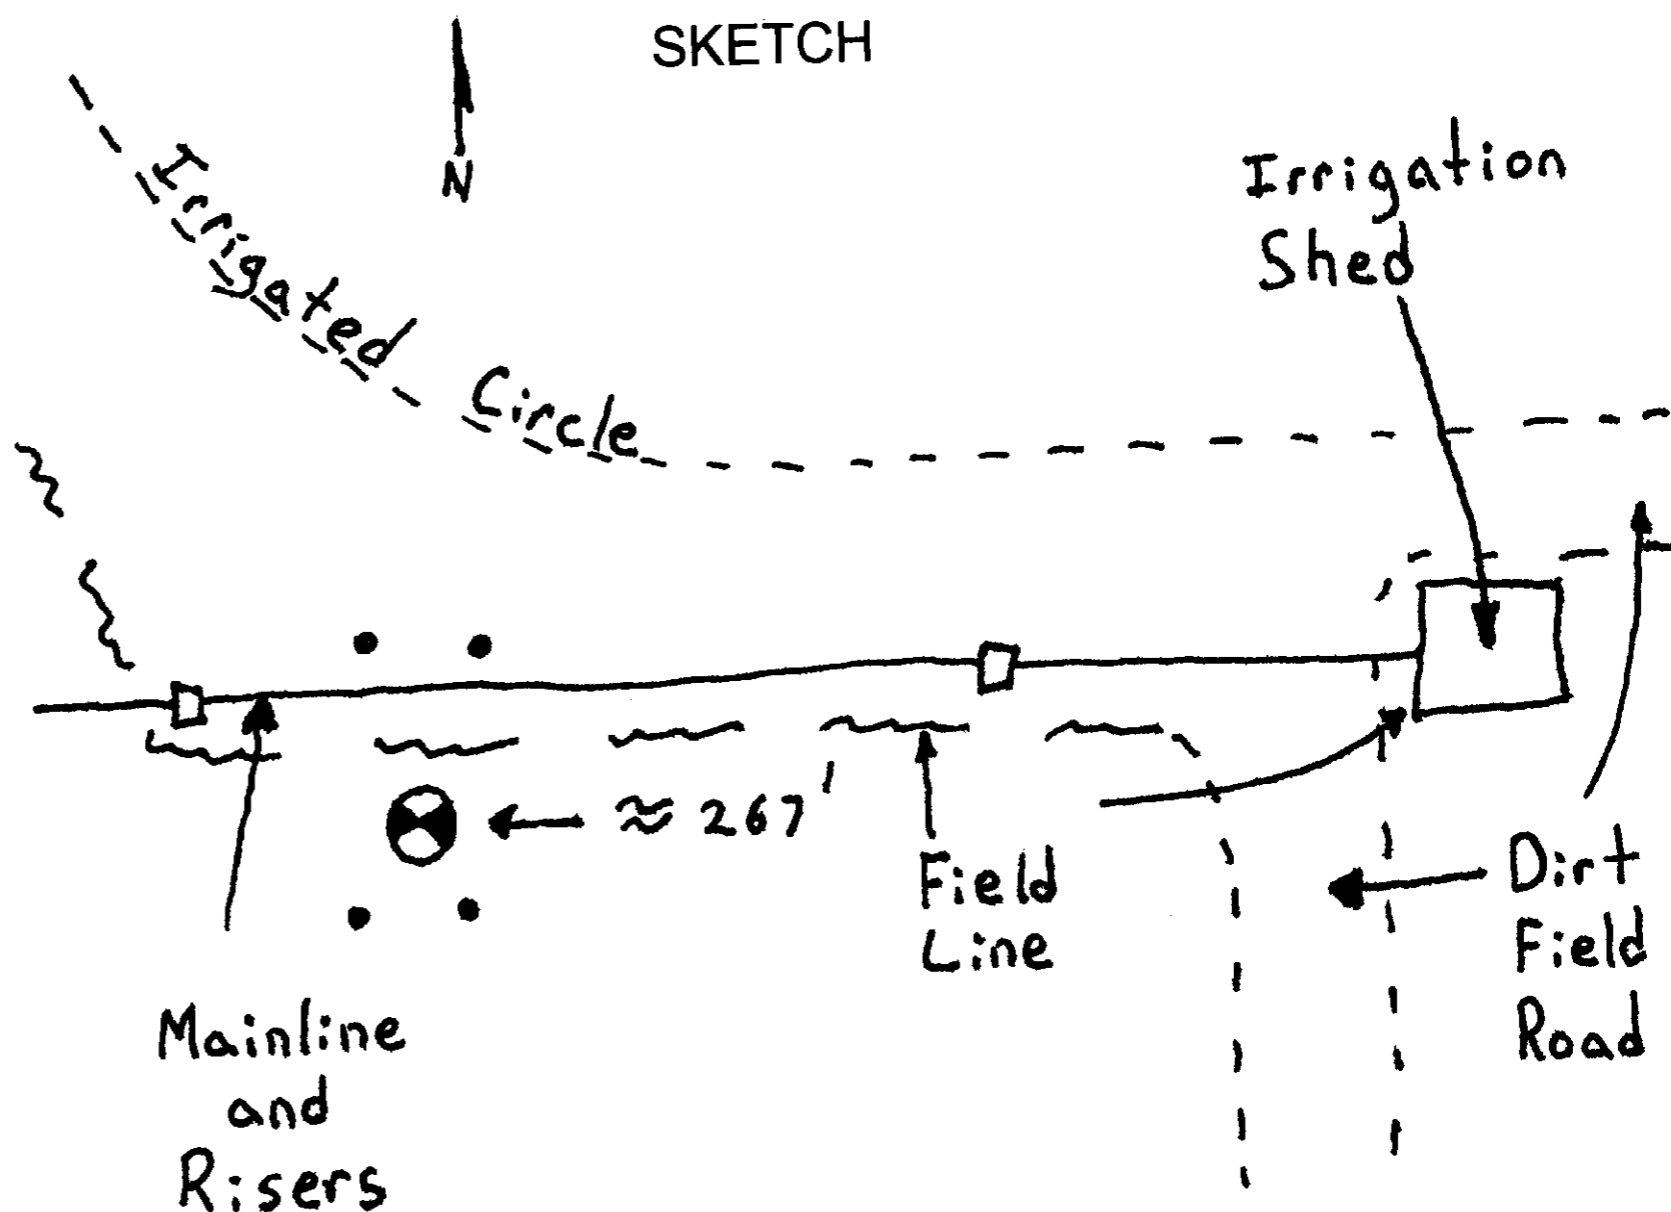 SKETCH
N
Irrigated Circle
Irrigation
Shed
≈ 267'
Field
Line
Dirt
Field
Road
Mainline
and
Risers